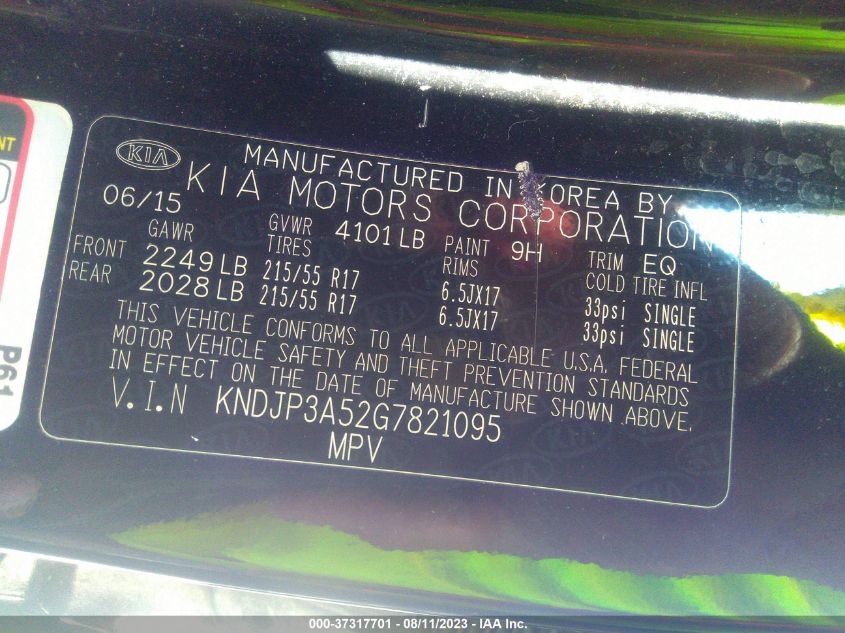 KIA
MANUFACTURED IN KOREA BY
KIA MOTORS CORPORATION
06/15
GAWR GVWR 4101LB PAINT 9H TRIM EQ
TIRES RIMS COLD TIRE INFL
FRONT 2249LB 215/55 R17 6.5JX17 33psi SINGLE
REAR 2028LB 215/55 R17 6.5JX17 33psi SINGLE
THIS VEHICLE CONFORMS TO ALL APPLICABLE U.S.A. FEDERAL
MOTOR VEHICLE SAFETY AND THEFT PREVENTION STANDARDS
IN EFFECT ON THE DATE OF MANUFACTURE SHOWN ABOVE.
V.I.N KNDJP3A52G7821095
MPV
P61
000-37317701 - 08/11/2023 - IAA Inc.